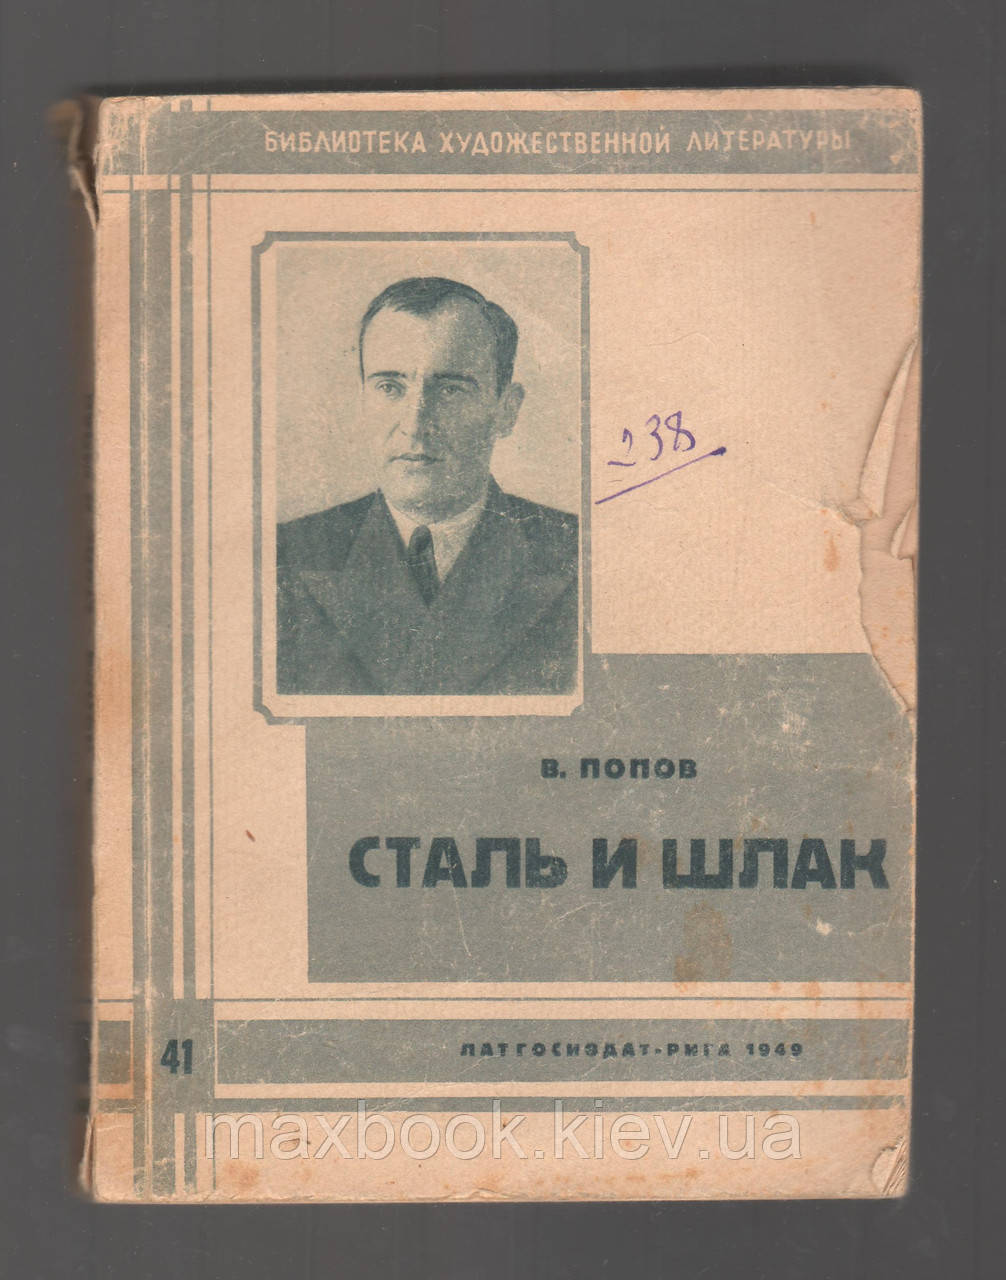 БИБЛИОТЕКА ХУДОЖЕСТВЕННОЙ ЛИТЕРАТУРЫ
238
В. ПОПОВ
СТАЛЬ И ШЛАК
41
ЛАТГОСИЗДАТ-РИГА 1949
maxbook.kiev.ua